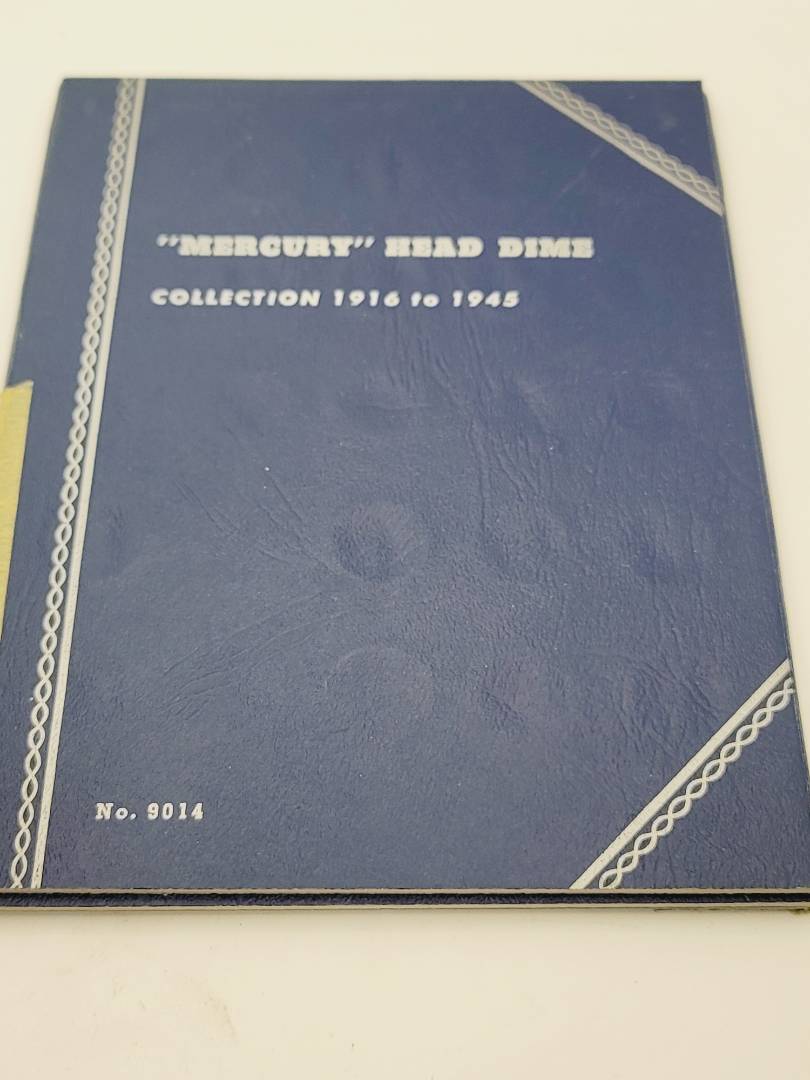 "MERCURY" HEAD DIME
COLLECTION 1916 to 1945
No. 9014